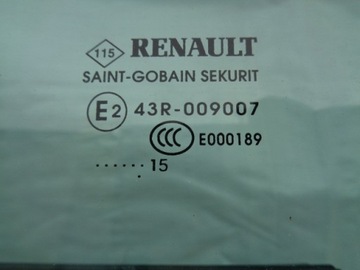 115 RENAULT
SAINT-GOBAIN SEKURIT
E2 43R-009007
CCC E000189
...... 15